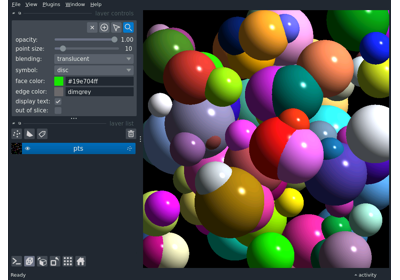 File View Plugins Window Help
layer controls
opacity: 1.00
point size: 10
blending: translucent
symbol: disc
face color: #19e704ff
edge color: dimgrey
display text:
out of slice:
layer list
pts
Ready
activity